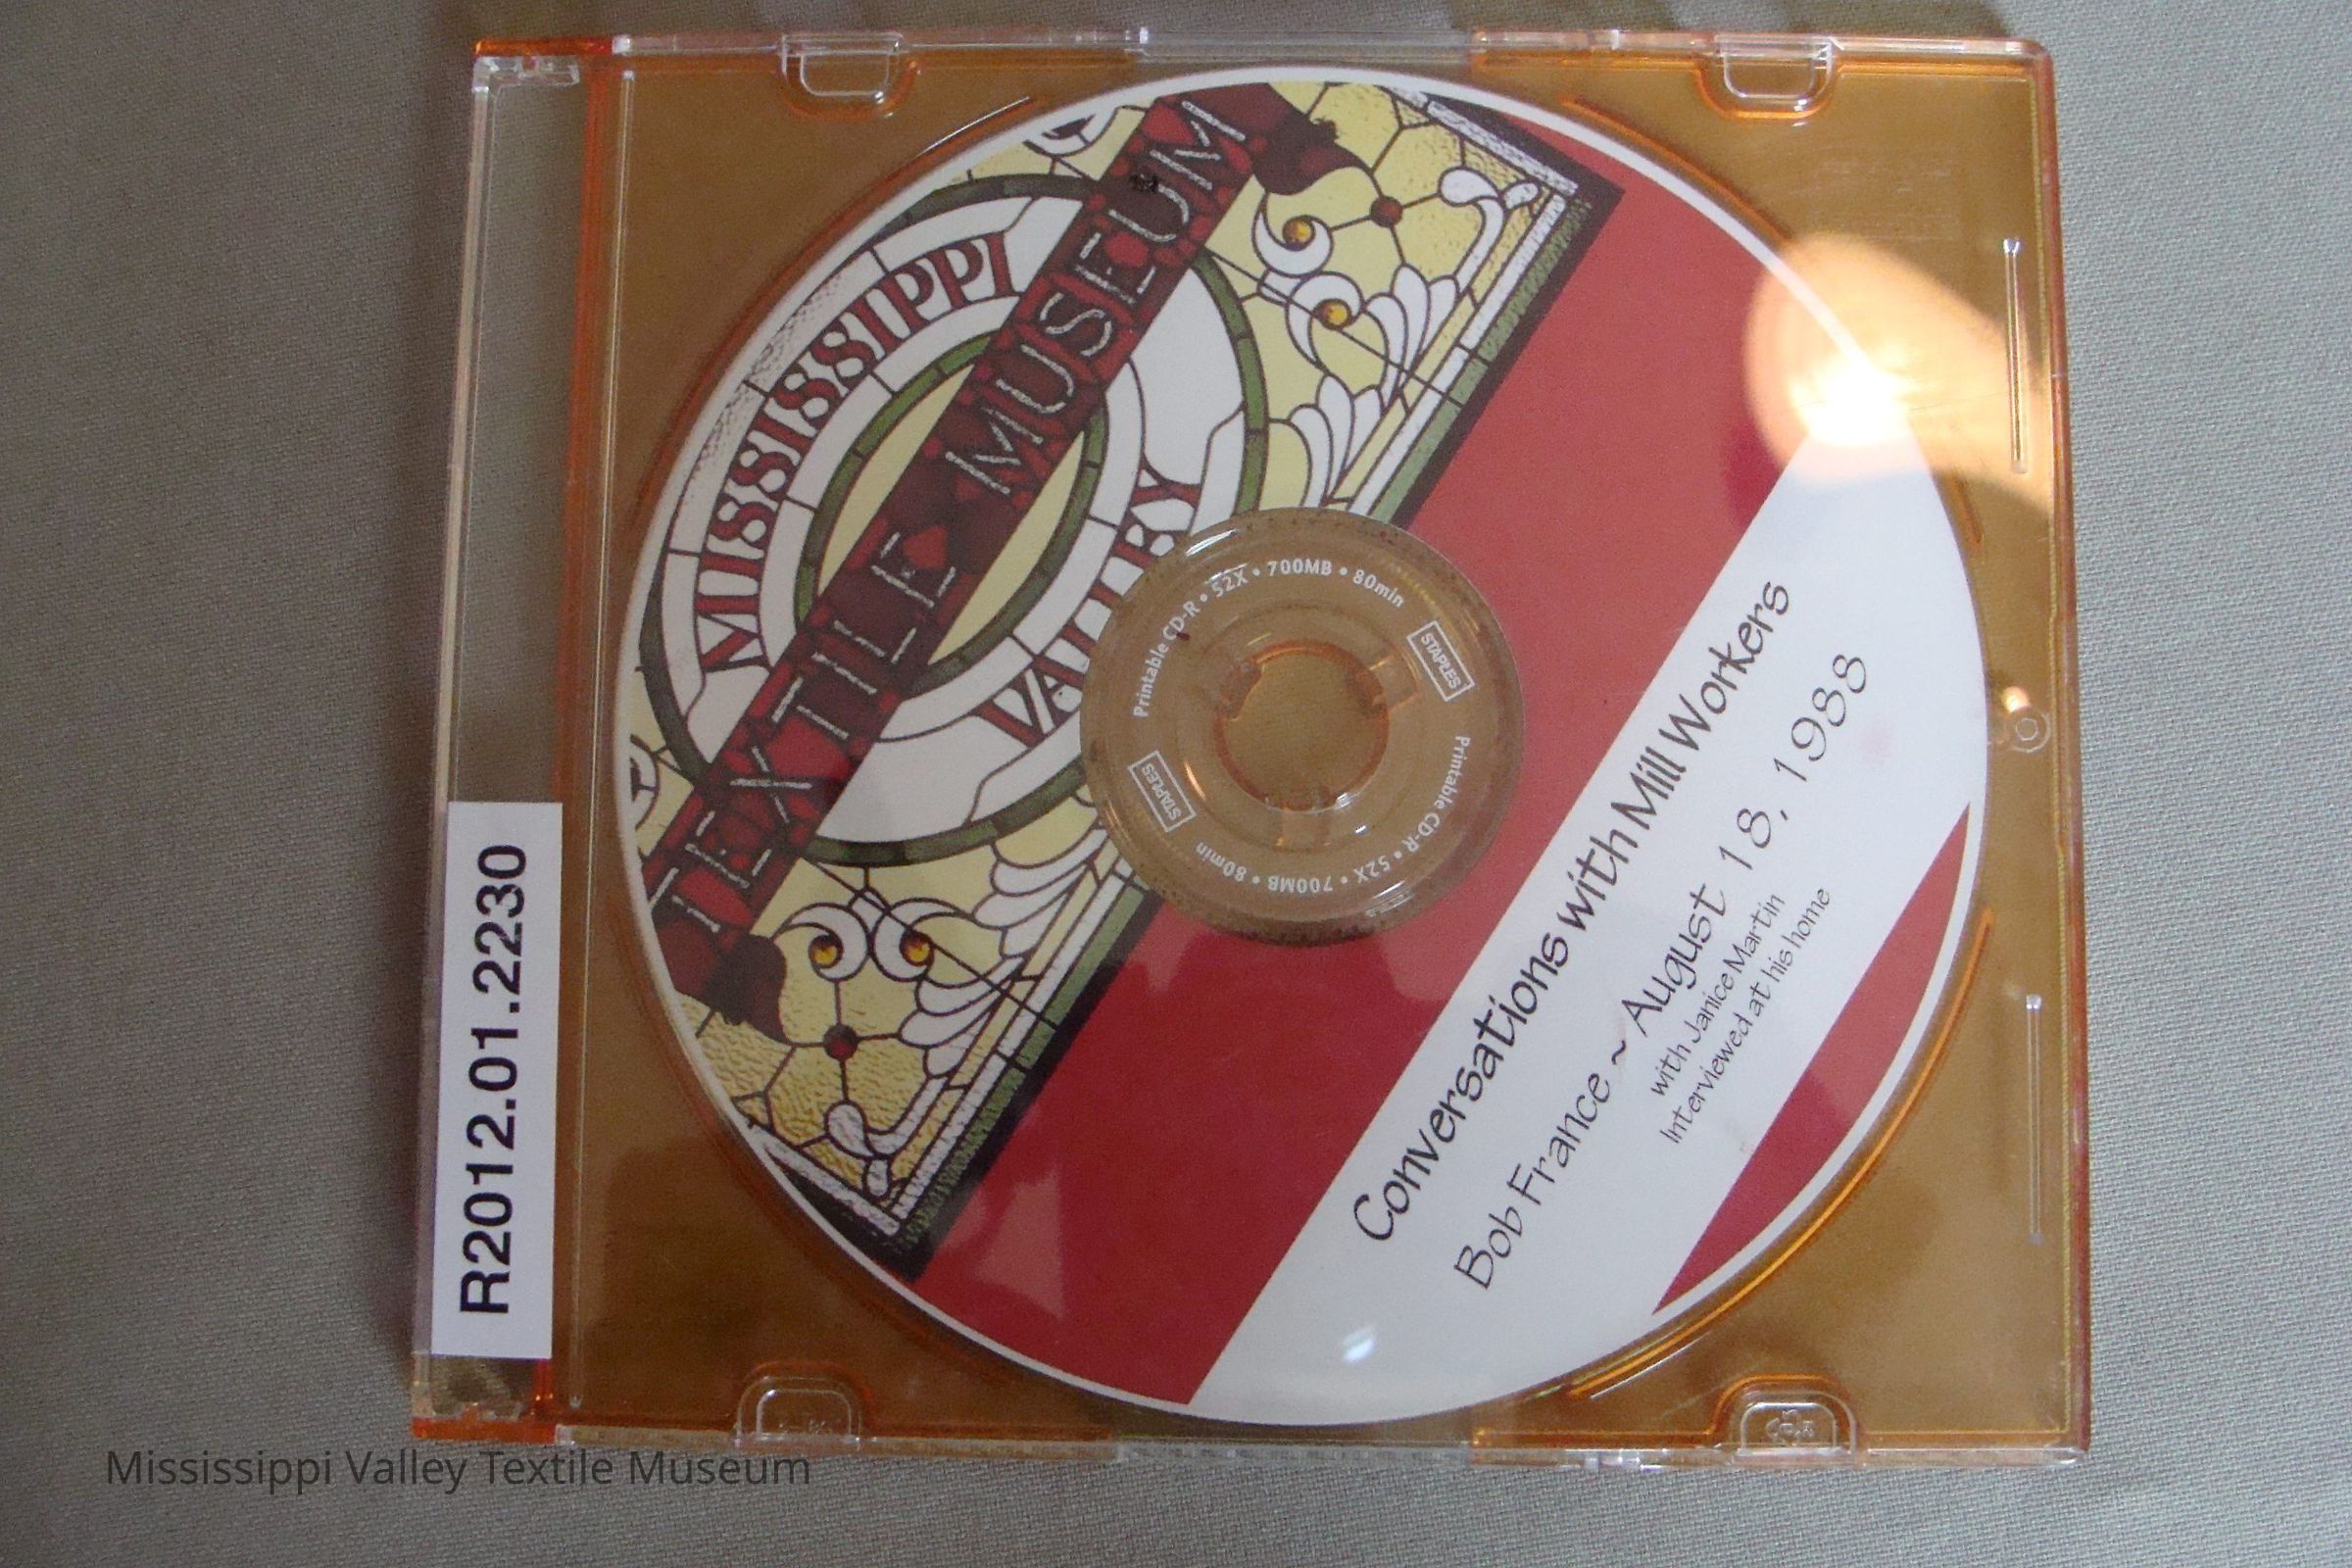 MISSISSIPPI
VALLEY
TEXTILE MUSEUM
Printable CD-R • 52X • 700MB • 80min
STAPLES
Printable CD-R • 52X • 700MB • 80min
STAPLES
Conversations with Mill Workers
Bob France ~ August 18, 1988
with Janice Martin
Interviewed at his home
R2012.01.2230
Mississippi Valley Textile Museum